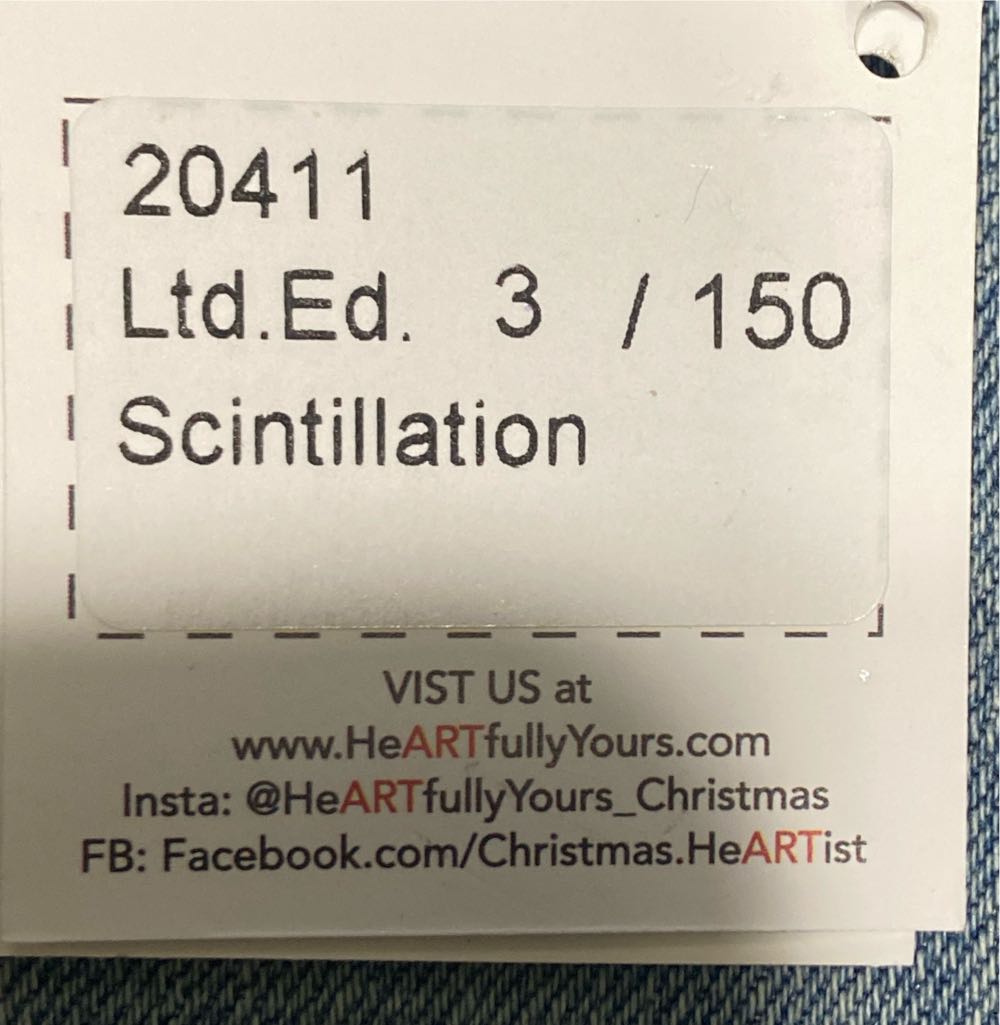 20411
Ltd.Ed. 3 / 150
Scintillation
VIST US at
www.HeARTfullyYours.com
Insta: @HeARTfullyYours_Christmas
FB: Facebook.com/Christmas.HeARTist